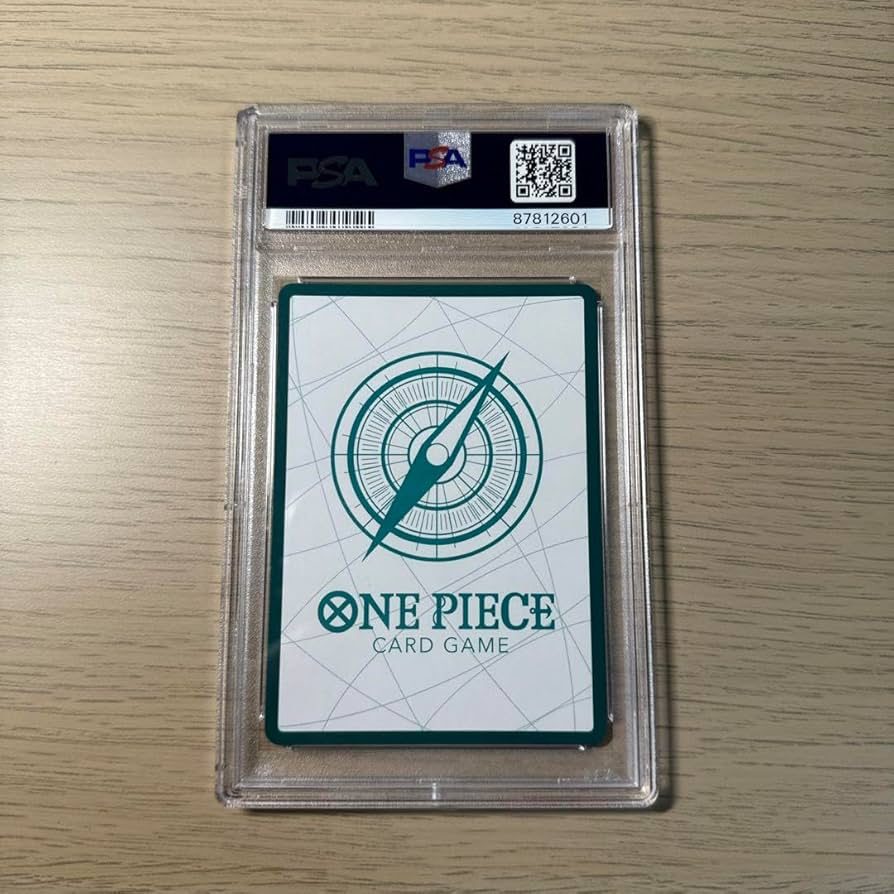 PSA
PSA
87812601
ONE PIECE
CARD GAME